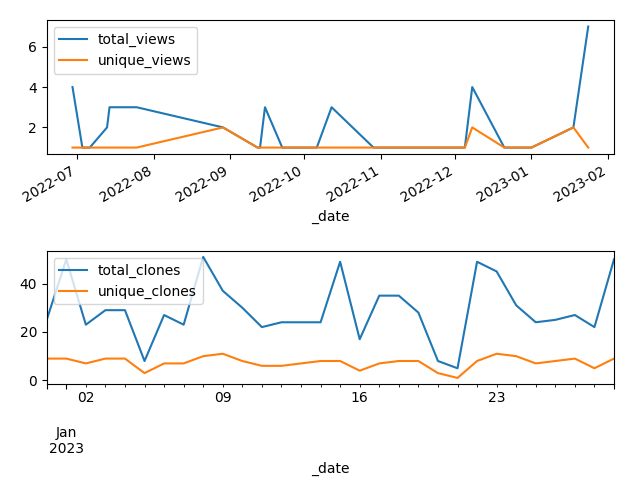 6
4
2
total_views
unique_views
2022-07
2022-08
2022-09
2022-10
2022-11
2022-12
2023-01
2023-02
_date
40
20
0
total_clones
unique_clones
02
09
16
23
Jan
2023
_date